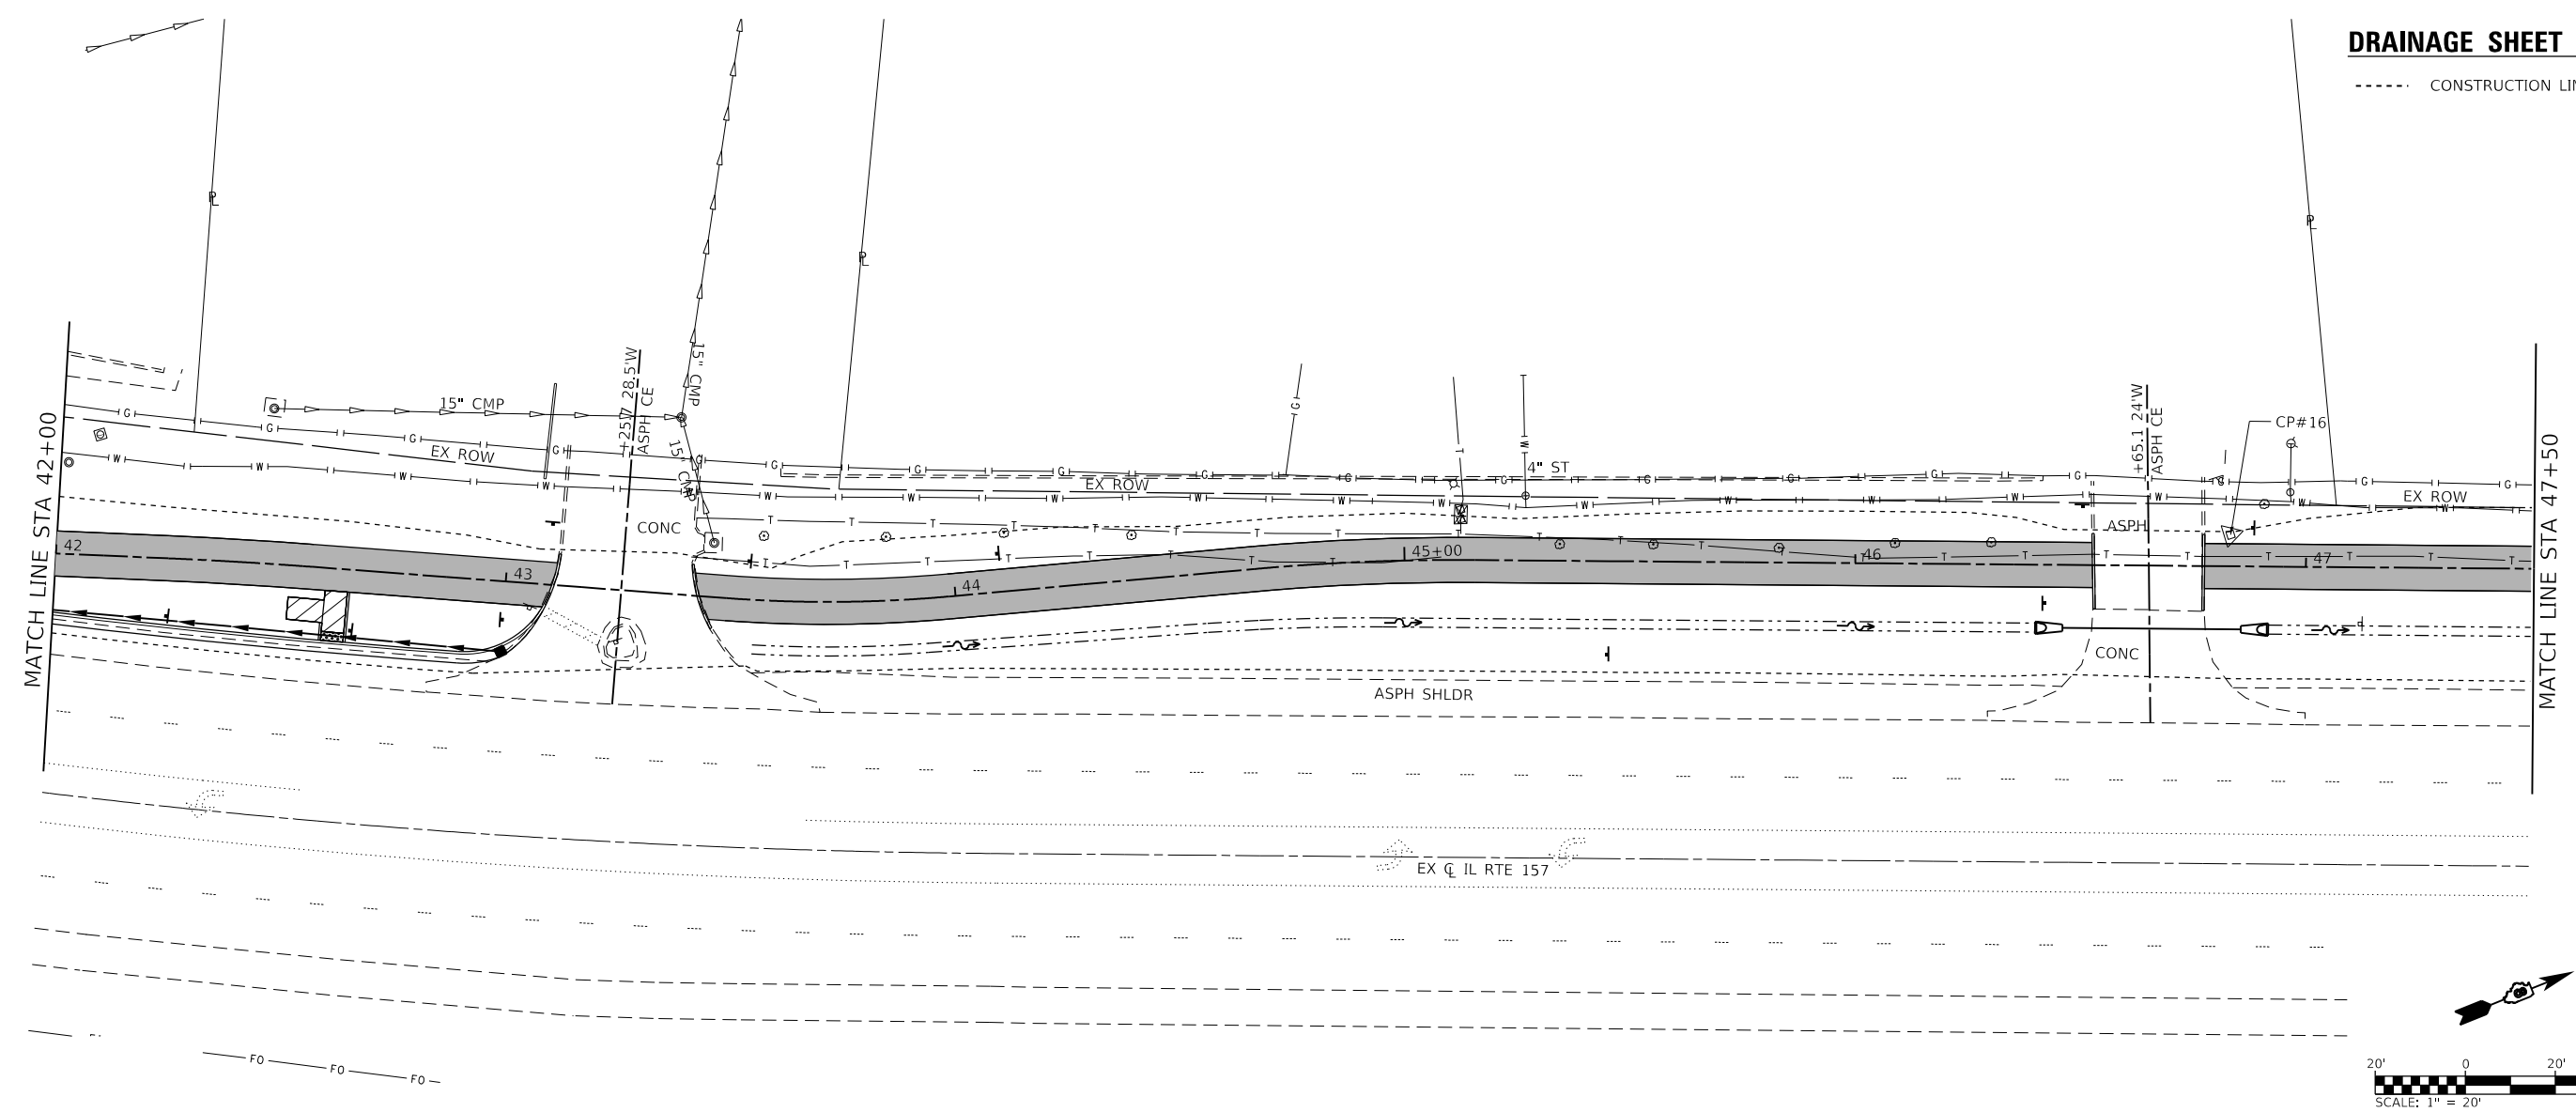 DRAINAGE SHEET
CONSTRUCTION LIN
MATCH LINE STA 42+00
15" CMP
15" CMP
15" CMP
EX ROW
+25.7 28.5'W
ASPH CE
CONC
EX ROW
4" ST
+65.1 24'W
ASPH CE
CP#16
EX ROW
ASPH
MATCH LINE STA 47+50
42
43
44
45+00
46
47
CONC
ASPH SHLDR
EX ℄ IL RTE 157
FO
FO
FO
20' 0 20'
SCALE: 1" = 20'